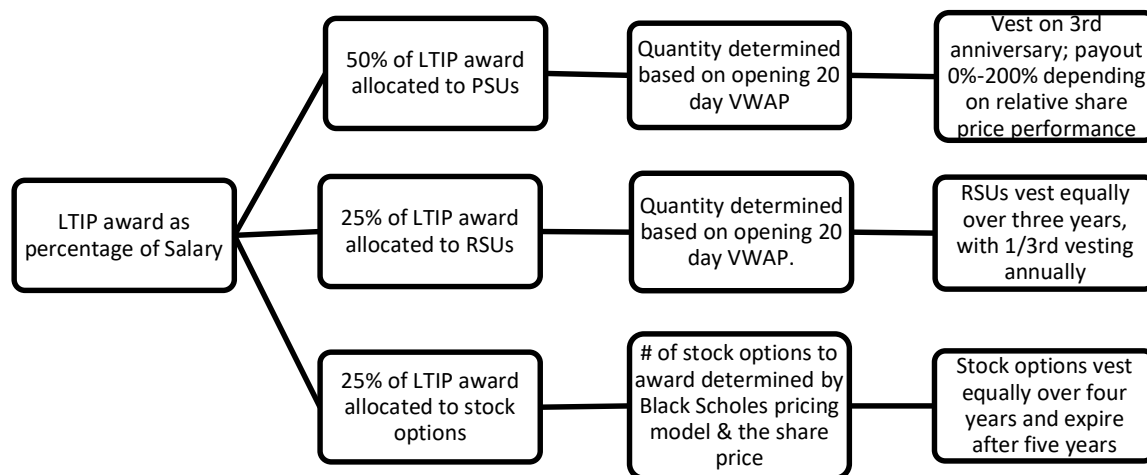 LTIP award as
percentage of Salary
50% of LTIP award
allocated to PSUs
Quantity determined
based on opening 20
day VWAP
Vest on 3rd
anniversary; payout
0%-200% depending
on relative share
price performance
25% of LTIP award
allocated to RSUs
Quantity determined
based on opening 20
day VWAP.
RSUs vest equally
over three years,
with 1/3rd vesting
annually
25% of LTIP award
allocated to stock
options
# of stock options to
award determined by
Black Scholes pricing
model & the share
price
Stock options vest
equally over four
years and expire
after five years